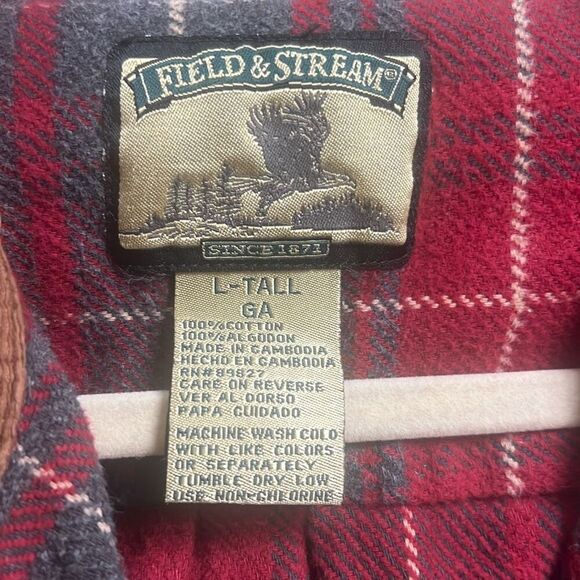 FIELD & STREAM®
SINCE 1871
L-TALL
GA
100% COTTON
100% ALGODON
MADE IN CAMBODIA
HECHO EN CAMBODIA
RN#89827
CARE ON REVERSE
VER AL DORSO
PAPA CUIDADO
MACHINE WASH COLD
WITH LIKE COLORS
OR SEPARATELY
TUMBLE DRY LOW
USE NON-CHLORINE